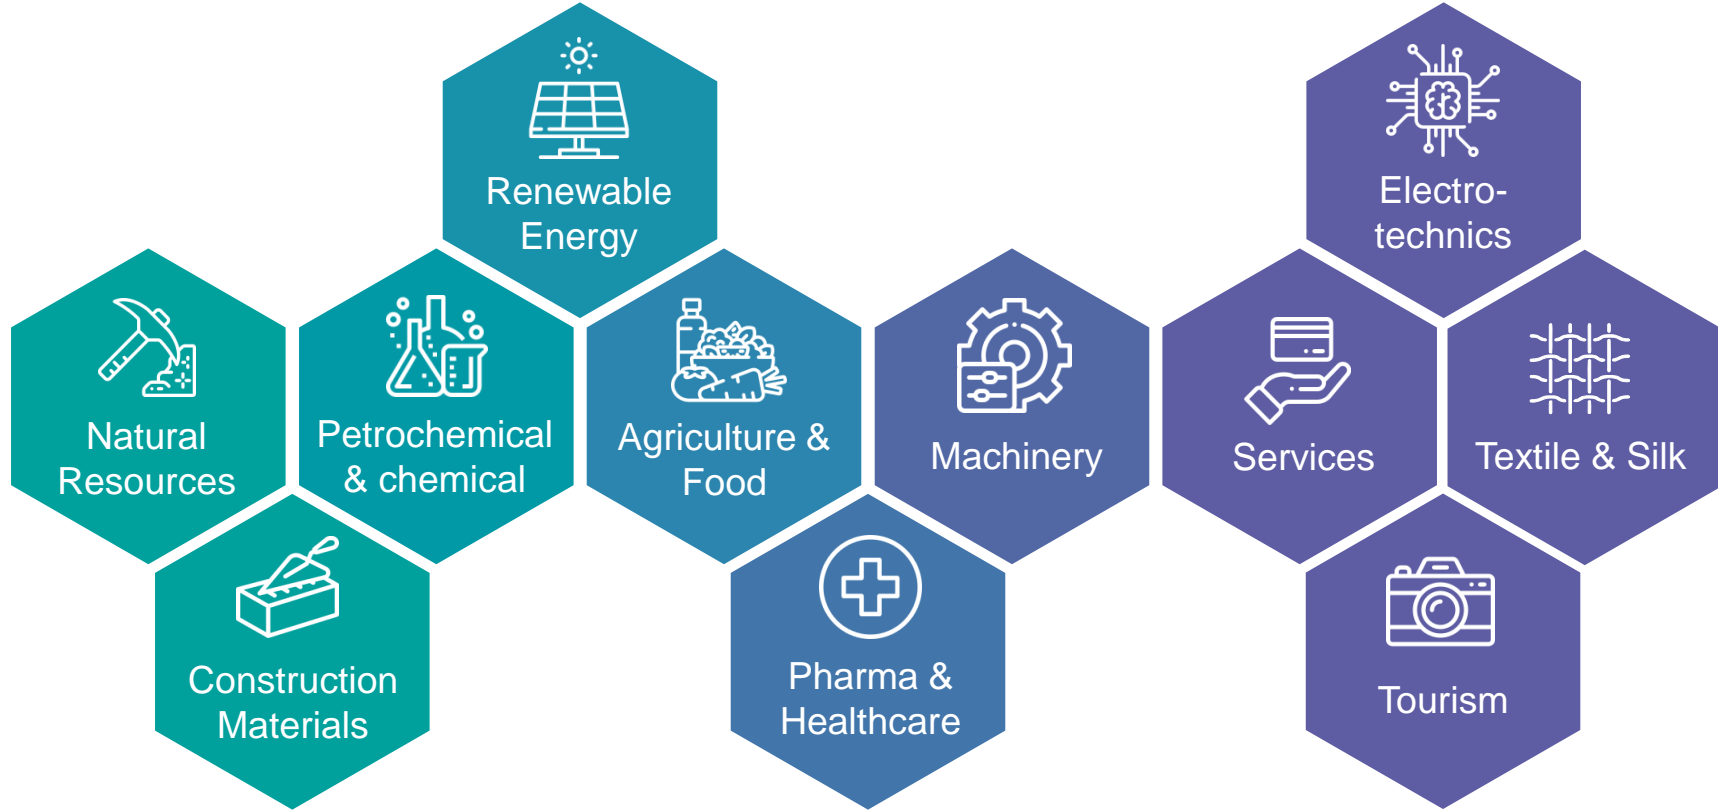 Renewable
Energy
Electro-
technics
Natural
Resources
Petrochemical
& chemical
Agriculture &
Food
Machinery
Services
Textile & Silk
Construction
Materials
Pharma &
Healthcare
Tourism